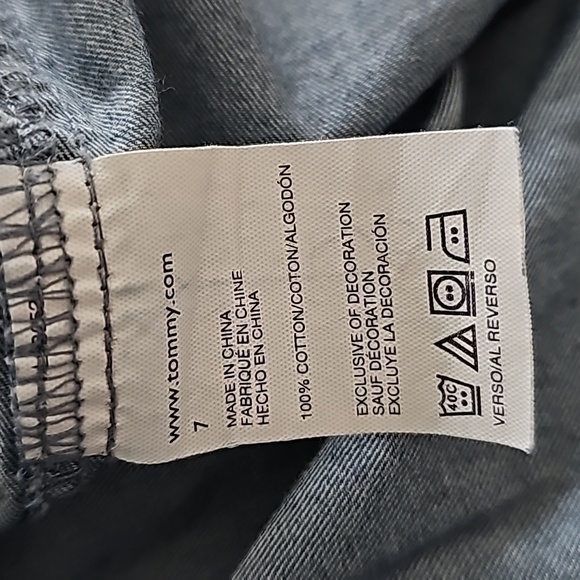 www.tommy.com
7
MADE IN CHINA
FABRIQUÉ EN CHINE
HECHO EN CHINA
100% COTTON/COTON/ALGODÓN
EXCLUSIVE OF DECORATION
SAUF DÉCORATION
EXCLUYE LA DECORACIÓN
40C
VERSO/AL REVERSO